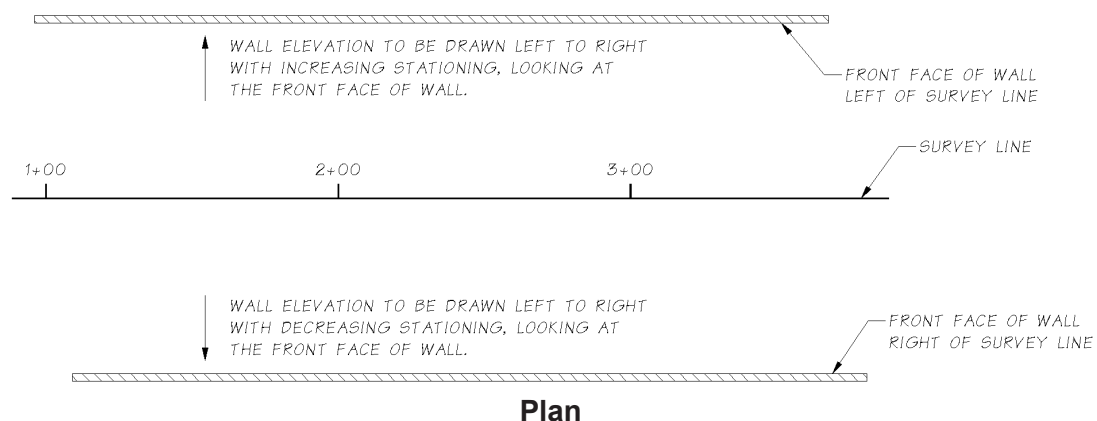 WALL ELEVATION TO BE DRAWN LEFT TO RIGHT
WITH INCREASING STATIONING, LOOKING AT
THE FRONT FACE OF WALL.
FRONT FACE OF WALL
LEFT OF SURVEY LINE
SURVEY LINE
1+00
2+00
3+00
WALL ELEVATION TO BE DRAWN LEFT TO RIGHT
WITH DECREASING STATIONING, LOOKING AT
THE FRONT FACE OF WALL.
FRONT FACE OF WALL
RIGHT OF SURVEY LINE
Plan